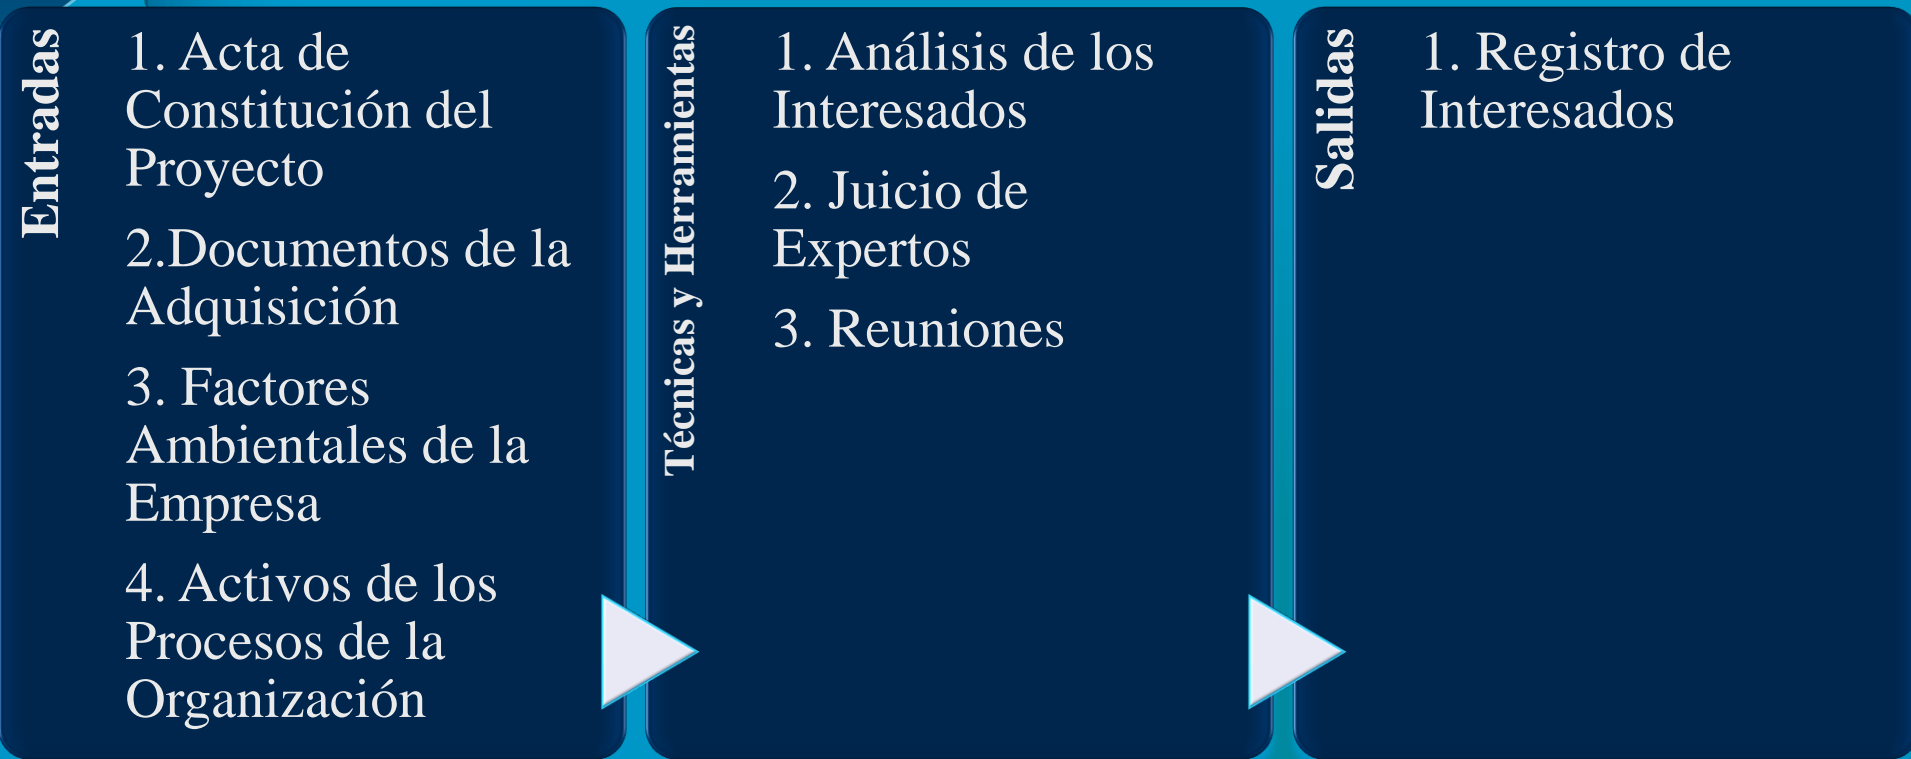 Entradas
1. Acta de
Constitución del
Proyecto
2.Documentos de la
Adquisición
3. Factores
Ambientales de la
Empresa
4. Activos de los
Procesos de la
Organización
Técnicas y Herramientas
1. Análisis de los
Interesados
2. Juicio de
Expertos
3. Reuniones
Salidas
1. Registro de
Interesados